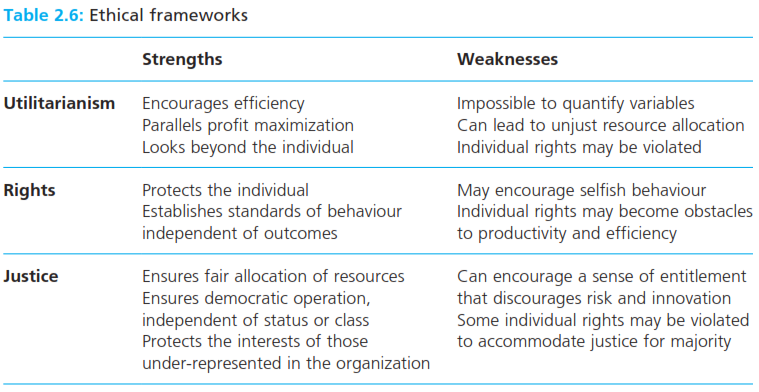 Table 2.6: Ethical frameworks
Strengths Weaknesses
Utilitarianism Encourages efficiency Impossible to quantify variables
Parallels profit maximization Can lead to unjust resource allocation
Looks beyond the individual Individual rights may be violated
Rights Protects the individual May encourage selfish behaviour
Establishes standards of behaviour Individual rights may become obstacles
independent of outcomes to productivity and efficiency
Justice Ensures fair allocation of resources Can encourage a sense of entitlement
Ensures democratic operation, that discourages risk and innovation
independent of status or class Some individual rights may be violated
Protects the interests of those to accommodate justice for majority
under-represented in the organization